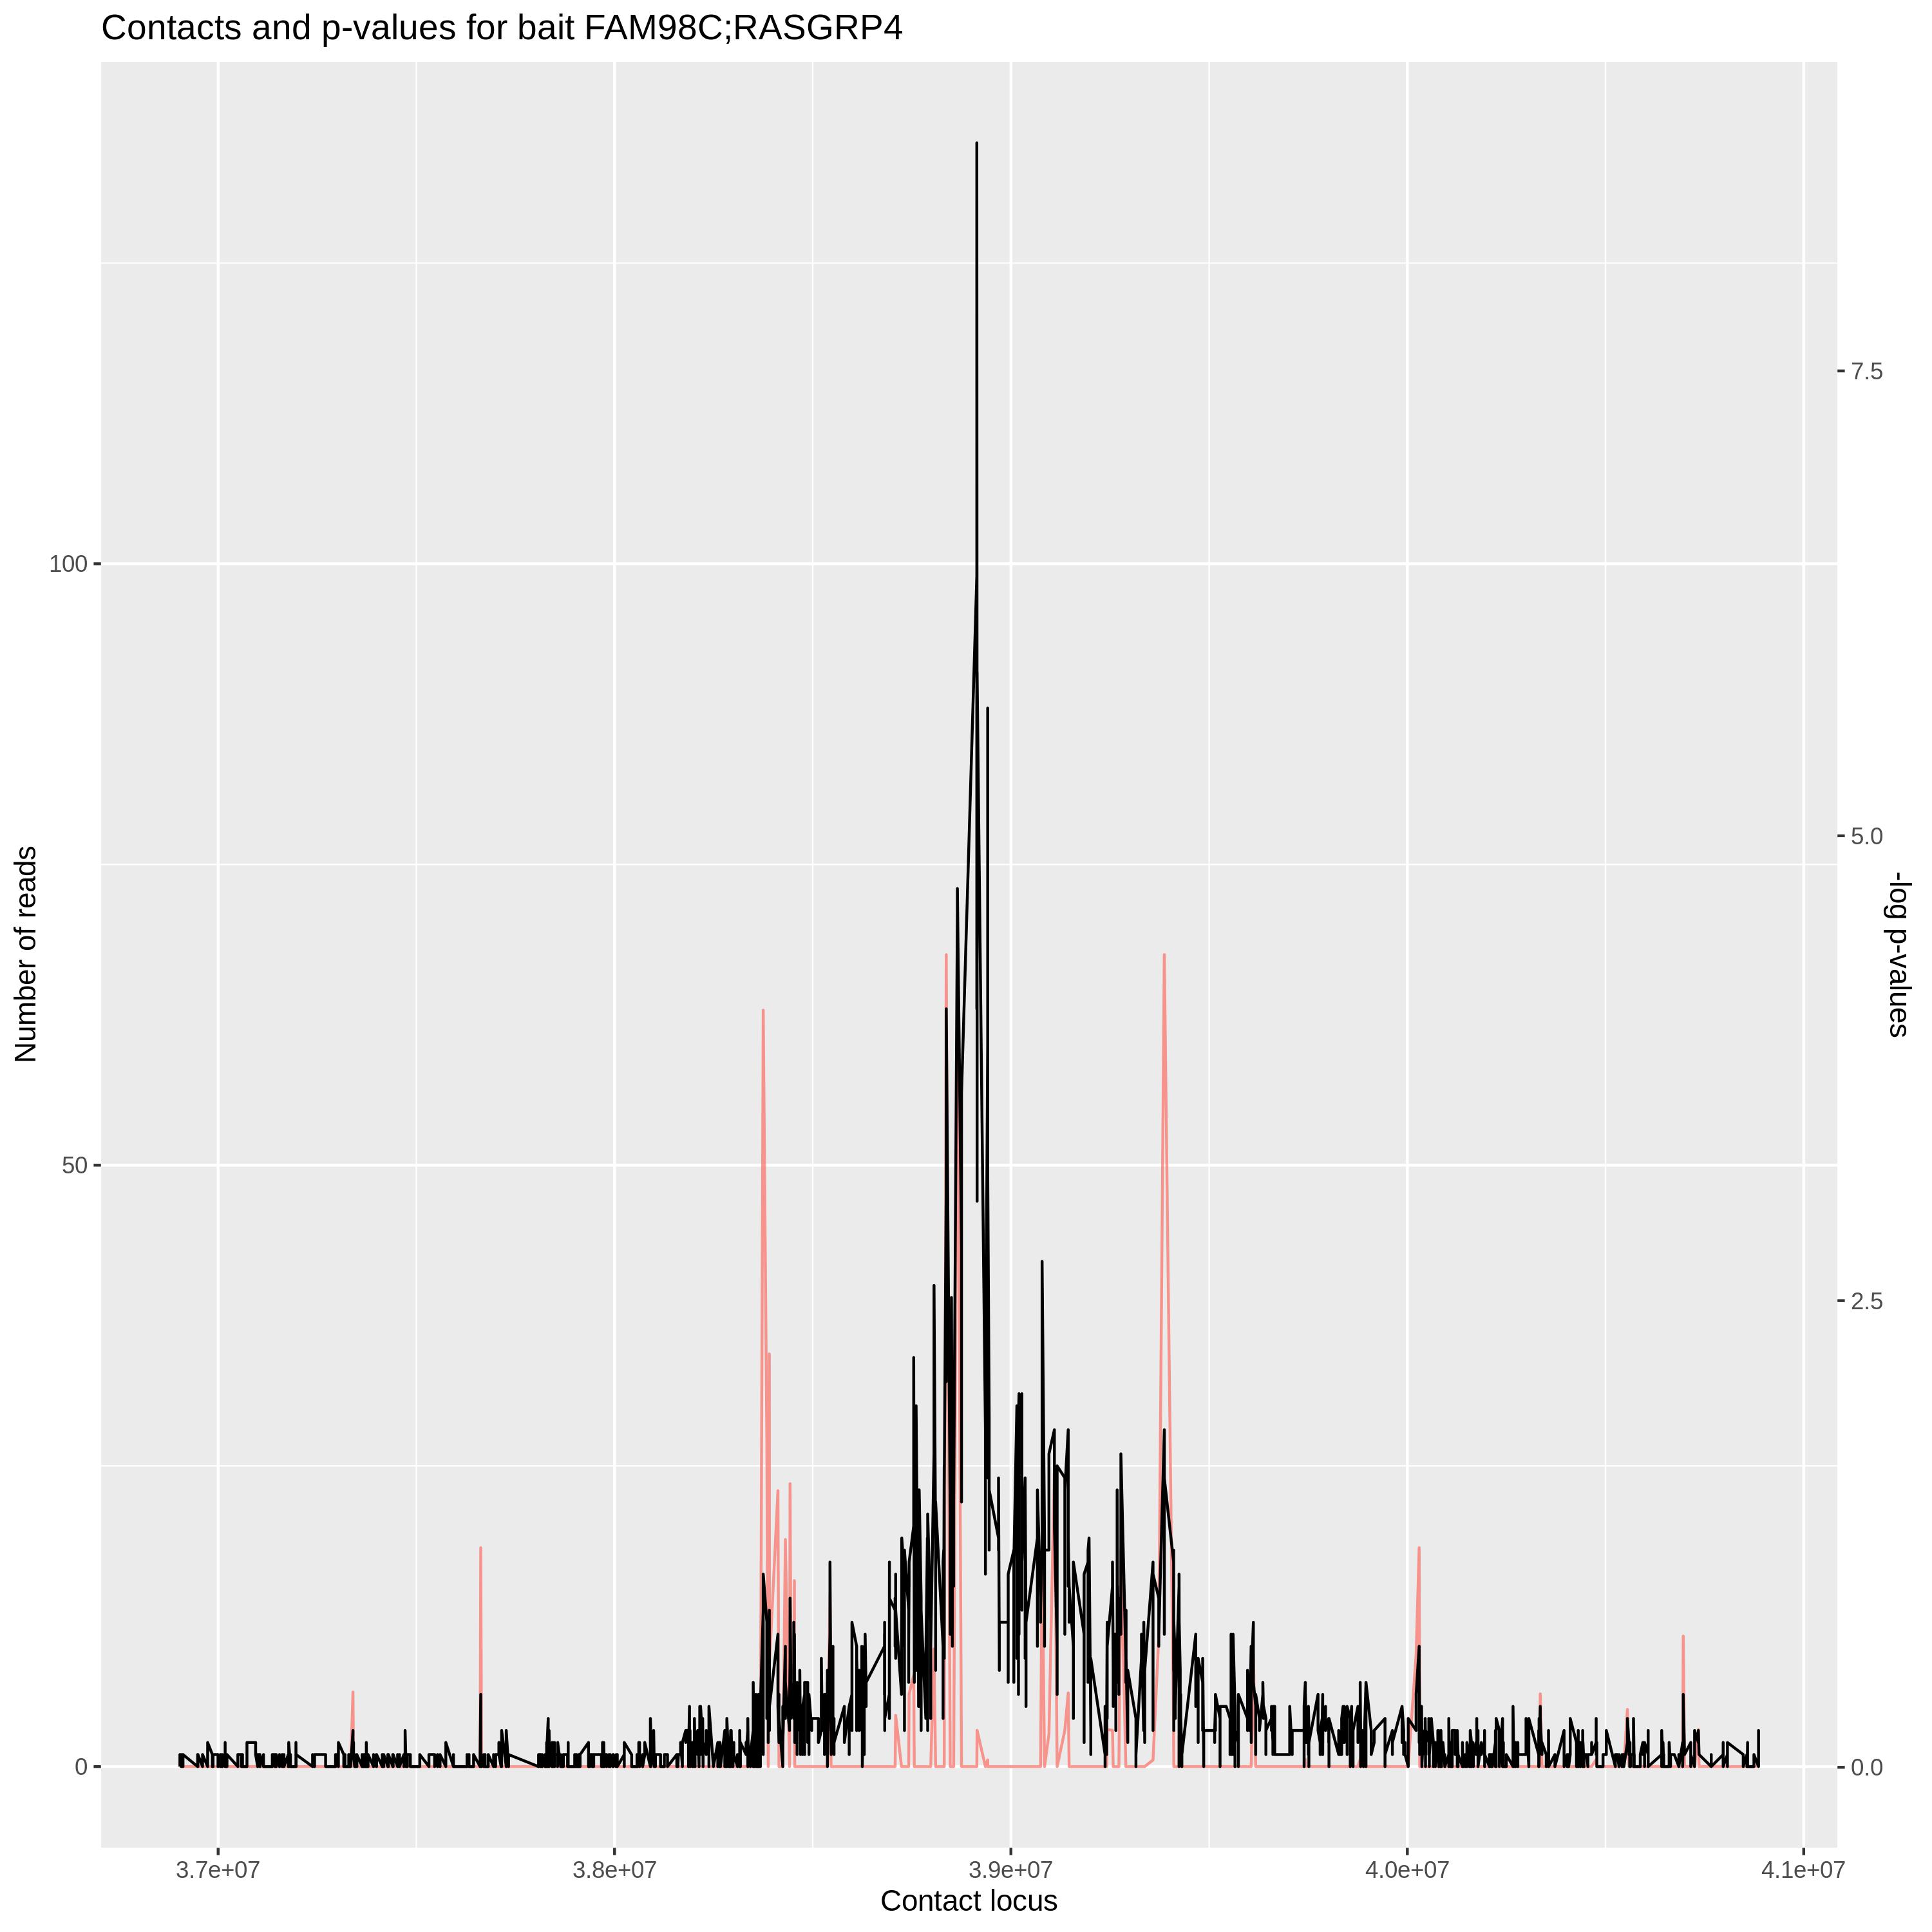 Contacts and p-values for bait FAM98C;RASGRP4
Number of reads
100
50
0
7.5
5.0
2.5
0.0
-log p-values
3.7e+07 3.8e+07 3.9e+07 4.0e+07 4.1e+07
Contact locus